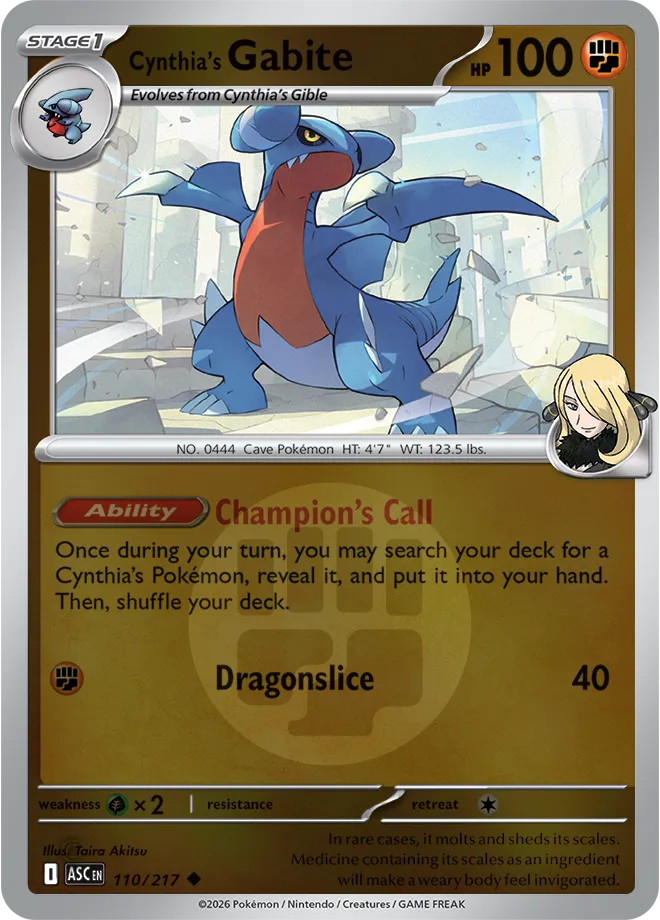 STAGE 1
Cynthia's Gabite HP 100
Evolves from Cynthia's Gible
NO. 0444 Cave Pokémon HT: 4'7" WT: 123.5 lbs.
Ability Champion's Call
Once during your turn, you may search your deck for a
Cynthia's Pokémon, reveal it, and put it into your hand.
Then, shuffle your deck.
Dragonslice 40
weakness ×2 resistance retreat
Illus. Taira Akitsu
In rare cases, it molts and sheds its scales.
Medicine containing its scales as an ingredient
will make a weary body feel invigorated.
I ASC EN 110/217
©2026 Pokémon / Nintendo / Creatures / GAME FREAK